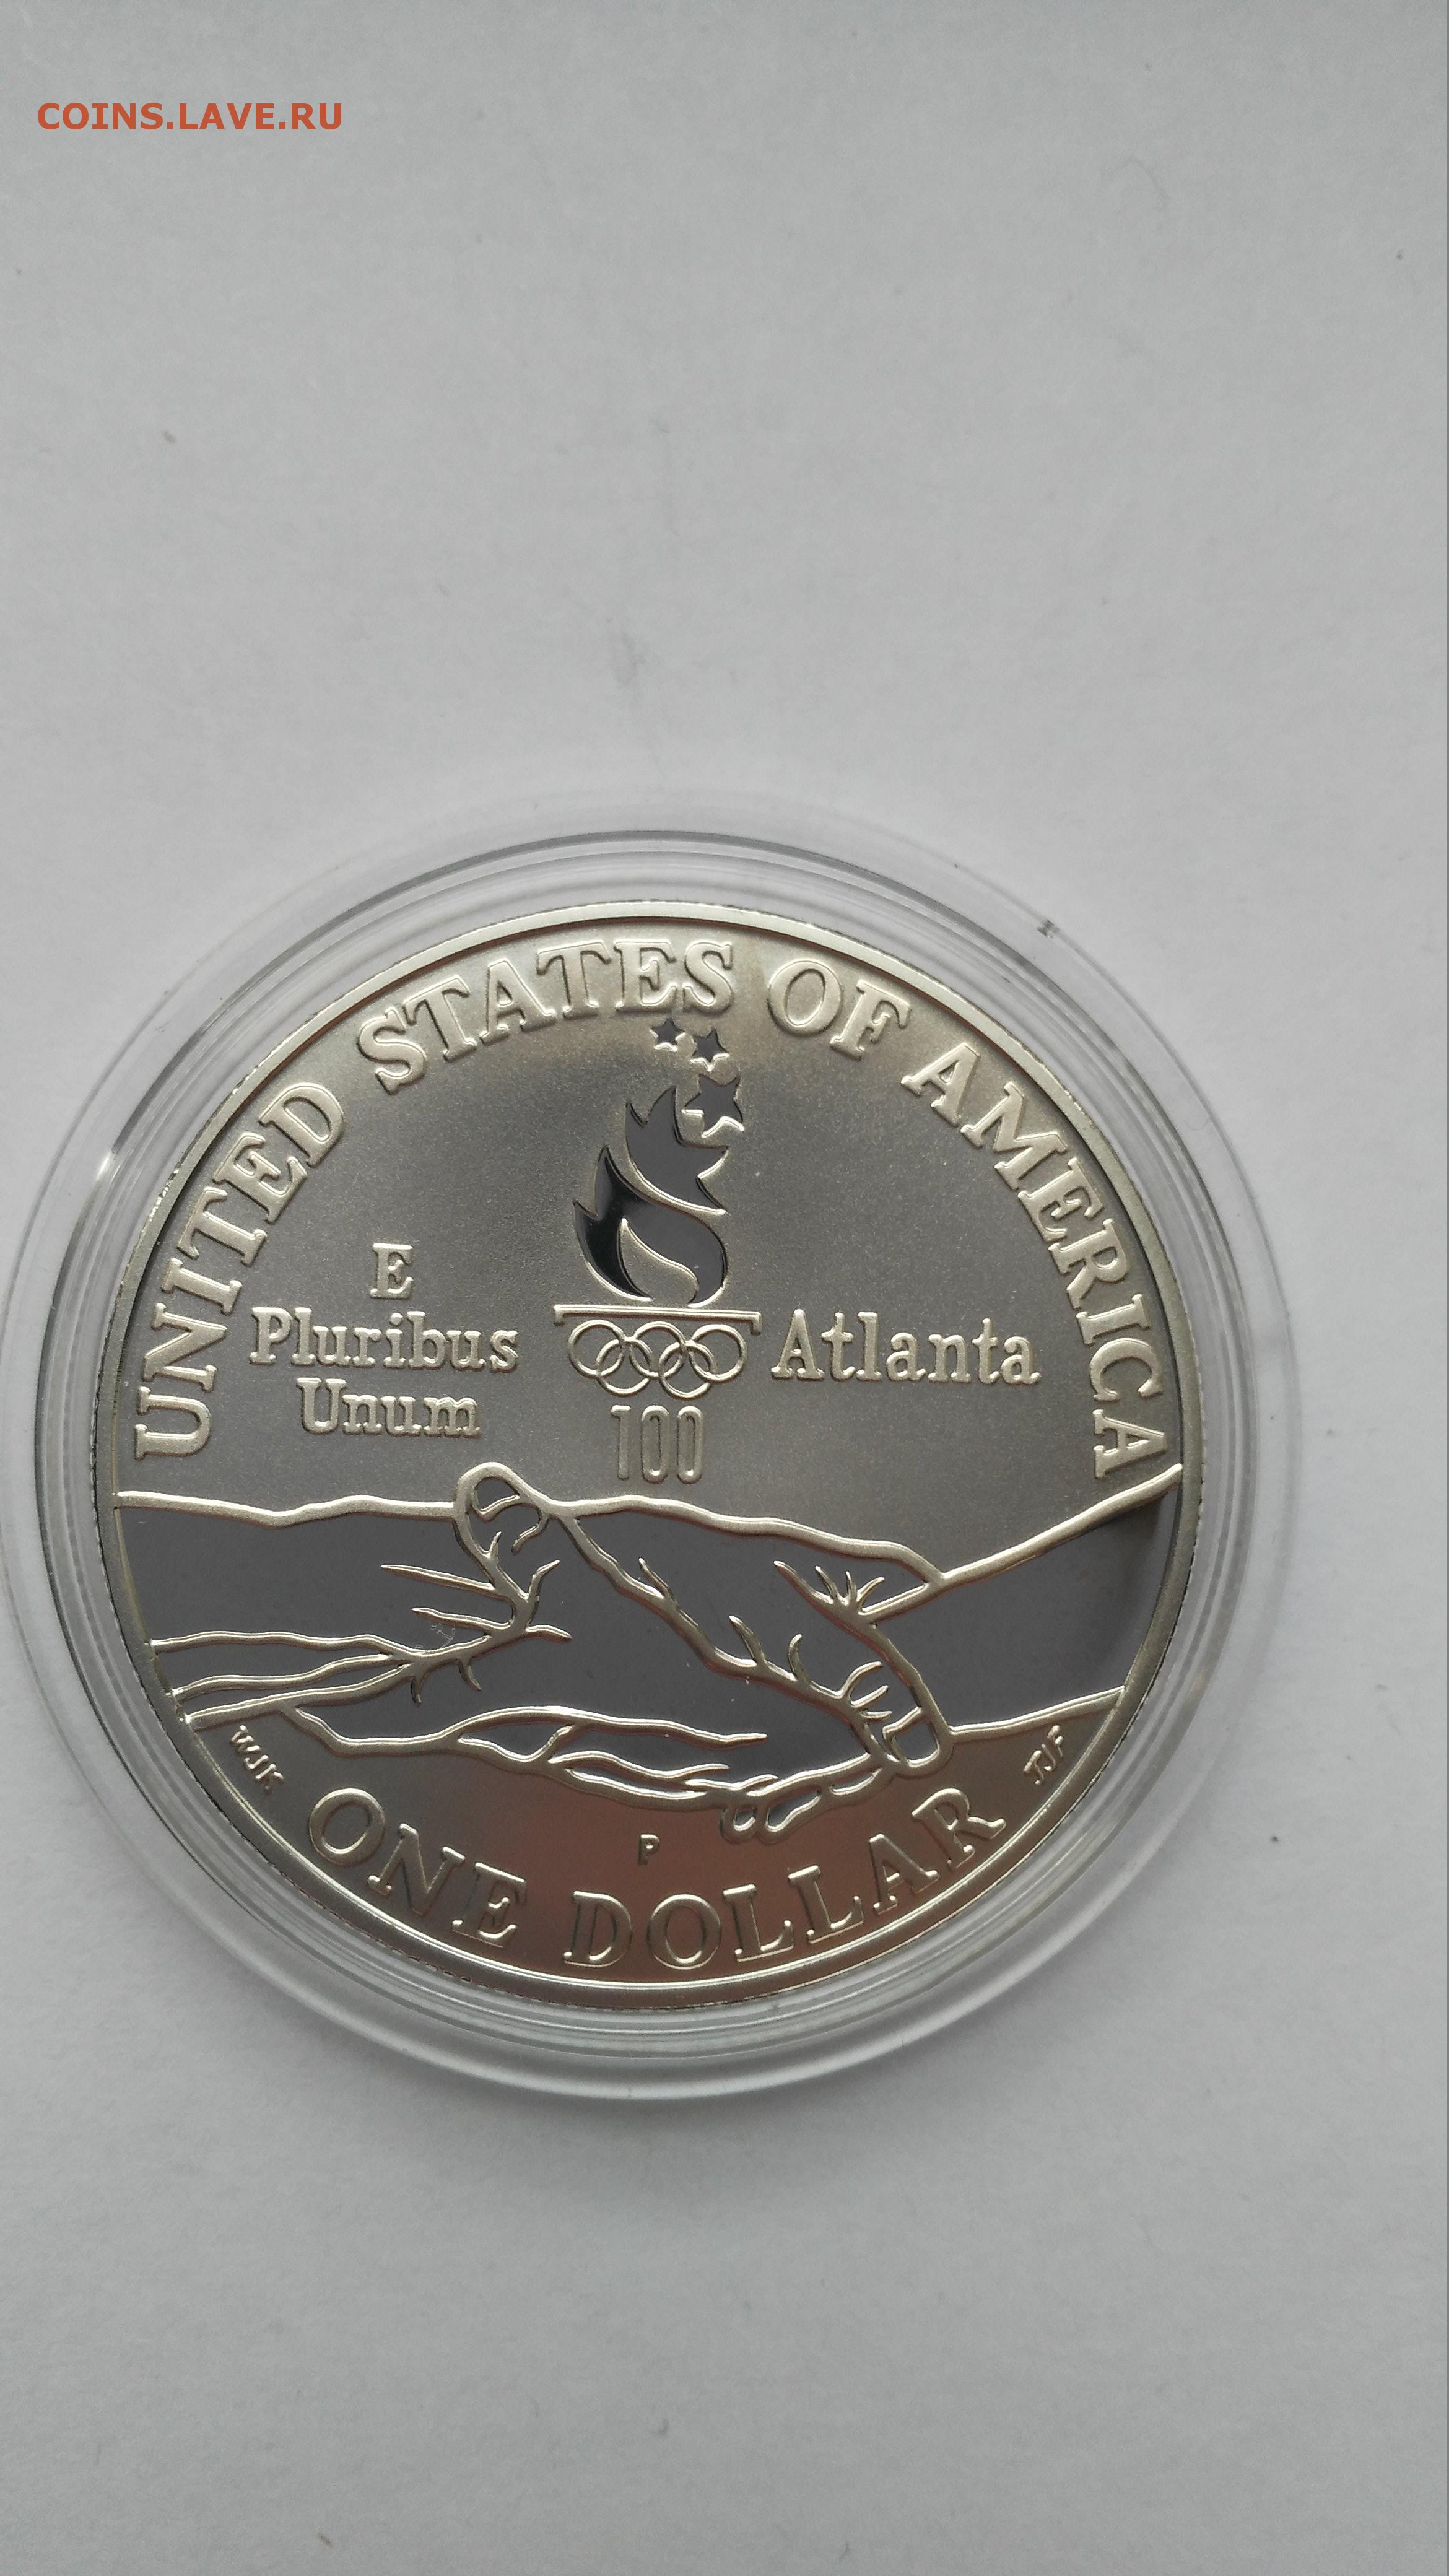 COINS.LAVE.RU
UNITED STATES OF AMERICA
E
Pluribus
Unum
Atlanta
100
WJK
TJF
P
ONE DOLLAR